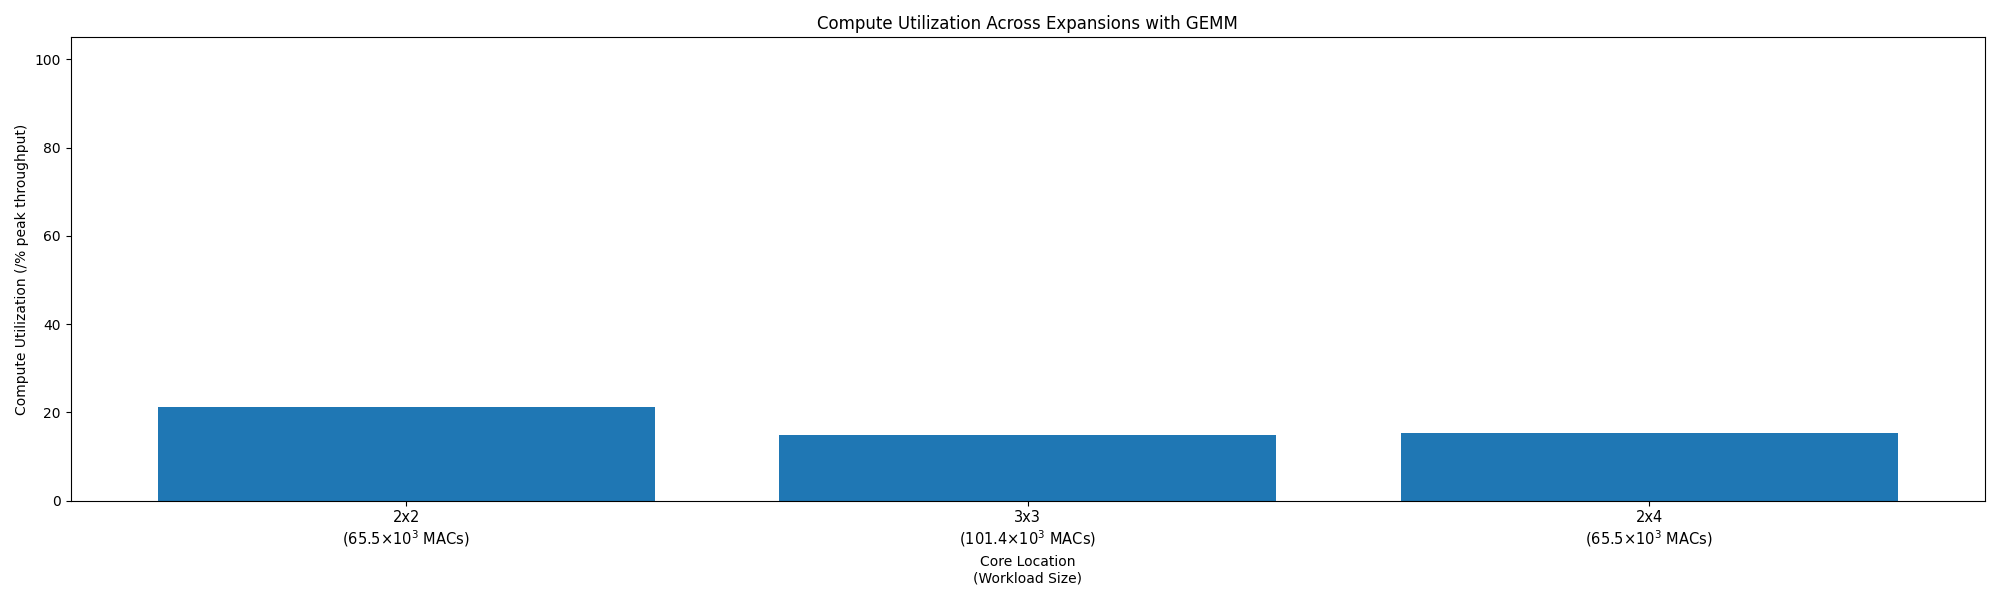 Compute Utilization Across Expansions with GEMM
Compute Utilization (/% peak throughput)
100
80
60
40
20
0
2x2
(65.5×10³ MACs)
3x3
(101.4×10³ MACs)
2x4
(65.5×10³ MACs)
Core Location
(Workload Size)